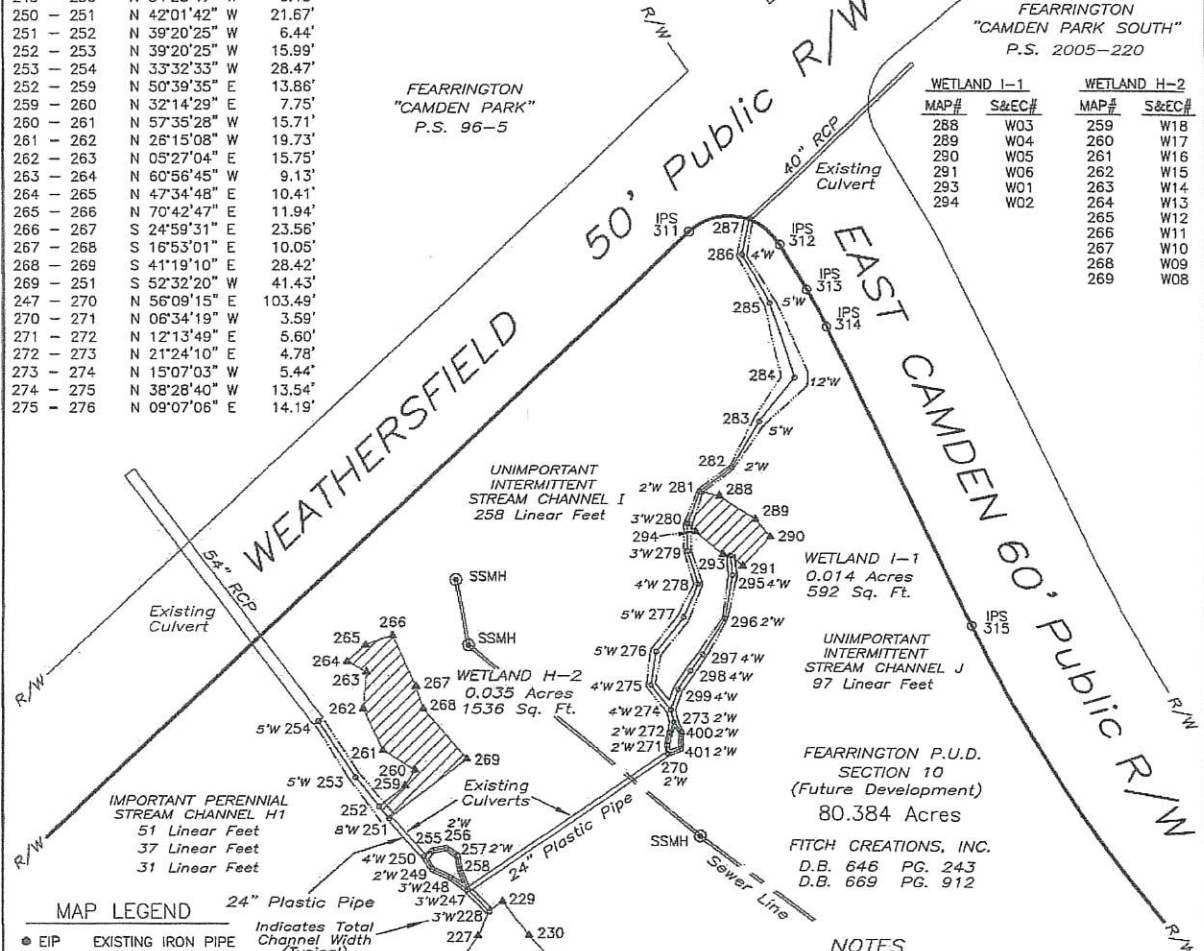 250 - 251 N 42°01'42" W 21.67'
251 - 252 N 39°20'25" W 6.44'
252 - 253 N 39°20'25" W 15.99'
253 - 254 N 33°32'33" W 28.47'
252 - 259 N 50°39'35" E 13.86'
259 - 260 N 32°14'29" E 7.75'
260 - 261 N 57°35'28" W 15.71'
261 - 262 N 26°15'08" W 19.73'
262 - 263 N 05°27'04" E 15.75'
263 - 264 N 60°56'45" W 9.13'
264 - 265 N 47°34'48" E 10.41'
265 - 266 N 70°42'47" E 11.94'
266 - 267 S 24°59'31" E 23.56'
267 - 268 S 16°53'01" E 10.05'
268 - 269 S 41°19'10" E 28.42'
269 - 251 S 52°32'20" W 41.43'
247 - 270 N 56°09'15" E 103.49'
270 - 271 N 06°34'19" W 3.59'
271 - 272 N 12°13'49" E 5.60'
272 - 273 N 21°24'10" E 4.78'
273 - 274 N 15°07'03" W 5.44'
274 - 275 N 38°28'40" W 13.54'
275 - 276 N 09°07'06" E 14.19'
R/W
FEARRINGTON
"CAMDEN PARK"
P.S. 96-5
FEARRINGTON
"CAMDEN PARK SOUTH"
P.S. 2005-220
WETLAND I-1
MAP# S&EC#
288 W03
289 W04
290 W05
291 W06
293 W01
294 W02
WETLAND H-2
MAP# S&EC#
259 W18
260 W17
261 W16
262 W15
263 W14
264 W13
265 W12
266 W11
267 W10
268 W09
269 W08
WEATHERSFIELD 50' Public R/W
40" RCP
Existing
Culvert
EAST CAMDEN 60' Public R/W
IPS
311
IPS
312
IPS
313
IPS
314
IPS
315
287
286 4'W
285 5'W
284 12'W
283 5'W
282 2'W
2'W 281
288
289
290
3'W 280
294
3'W 279
293
291
4'W 278
295 4'W
5'W 277
296 2'W
5'W 276
297 4'W
298 4'W
4'W 275
299 4'W
4'W 274
273 2'W
2'W 272
400 2'W
2'W 271
401 2'W
270
2'W
UNIMPORTANT
INTERMITTENT
STREAM CHANNEL I
258 Linear Feet
WETLAND I-1
0.014 Acres
592 Sq. Ft.
UNIMPORTANT
INTERMITTENT
STREAM CHANNEL J
97 Linear Feet
54" RCP
Existing
Culvert
R/W
SSMH
SSMH
WETLAND H-2
0.035 Acres
1536 Sq. Ft.
266
265
264
263
267
268
262
5'W 254
261
269
260
259
5'W 253
252
8'W 251
IMPORTANT PERENNIAL
STREAM CHANNEL H1
51 Linear Feet
37 Linear Feet
31 Linear Feet
Existing
Culverts
2'W
255 256
257 2'W
4'W 250
258
2'W 249
3'W 248
3'W 247
229
3'W 228
227
230
24" Plastic Pipe
24" Plastic Pipe
SSMH
Sewer Line
FEARRINGTON P.U.D.
SECTION 10
(Future Development)
80.384 Acres
FITCH CREATIONS, INC.
D.B. 646 PG. 243
D.B. 669 PG. 912
R/W
R/W
R/W
MAP LEGEND
EIP EXISTING IRON PIPE
Indicates Total
Channel Width
(Typical)
NOTES